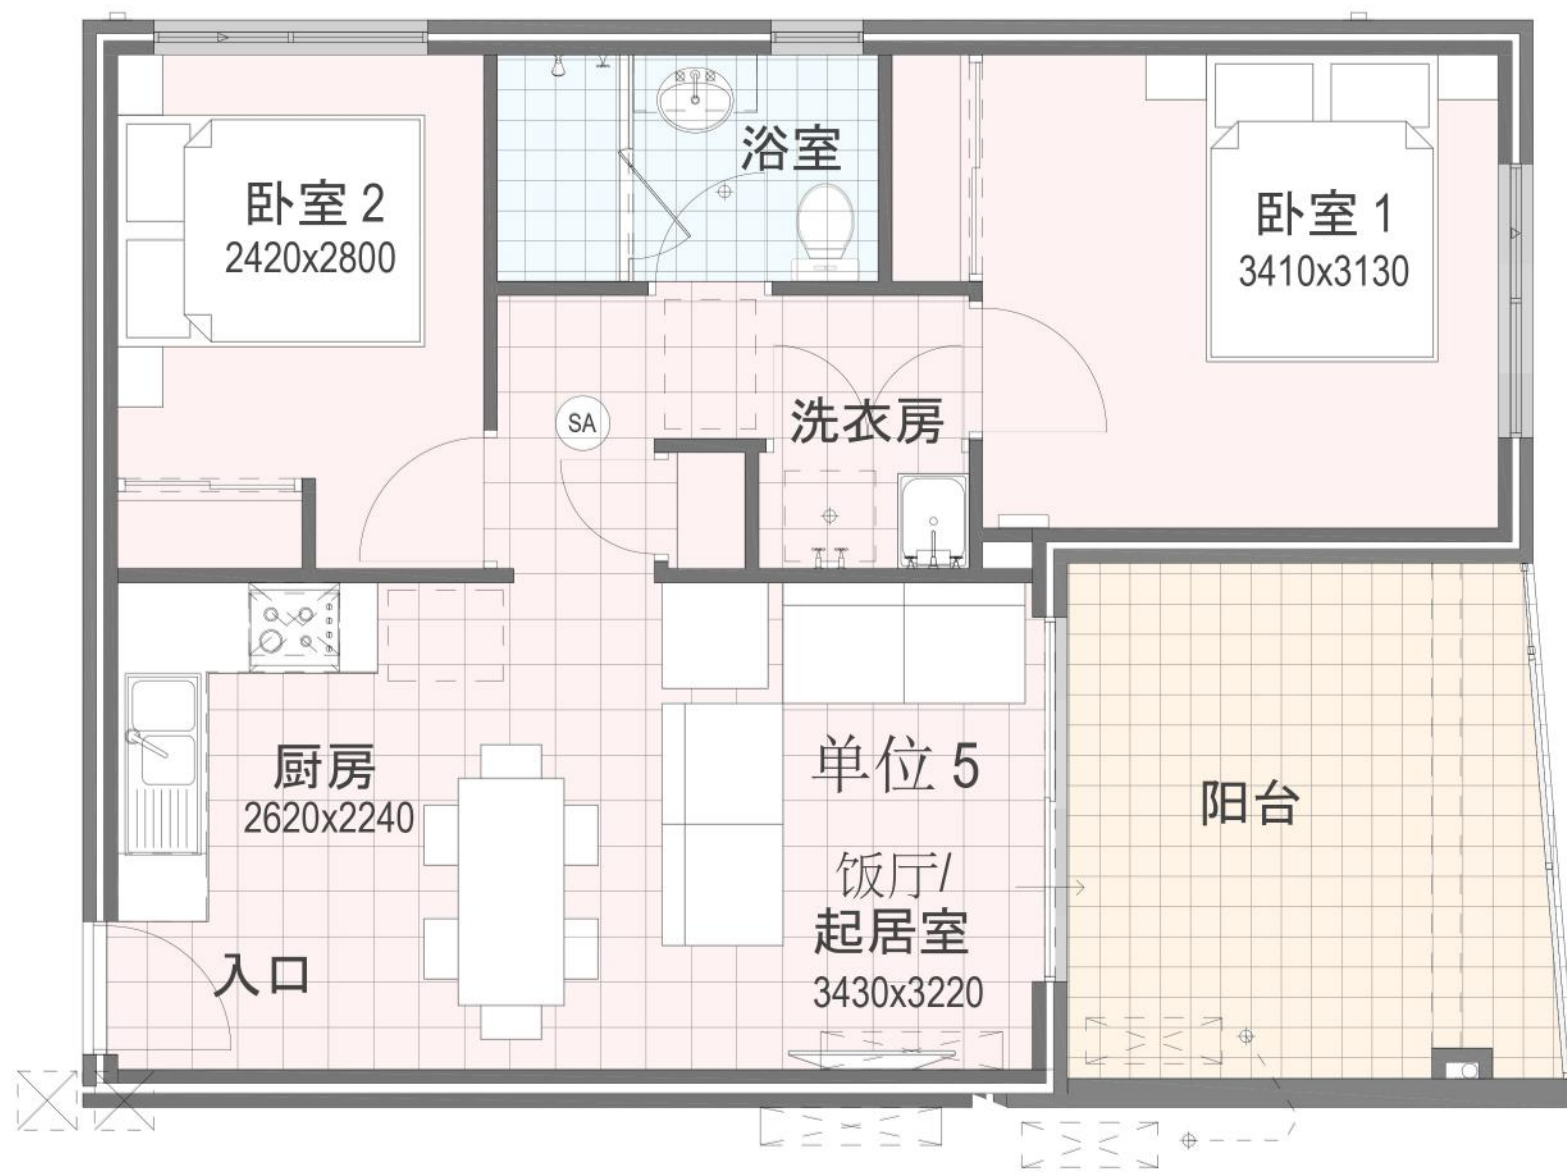 浴室
卧室 2
2420x2800
卧室 1
3410x3130
SA
洗衣房
厨房
2620x2240
单位 5
饭厅/
起居室
3430x3220
阳台
入口